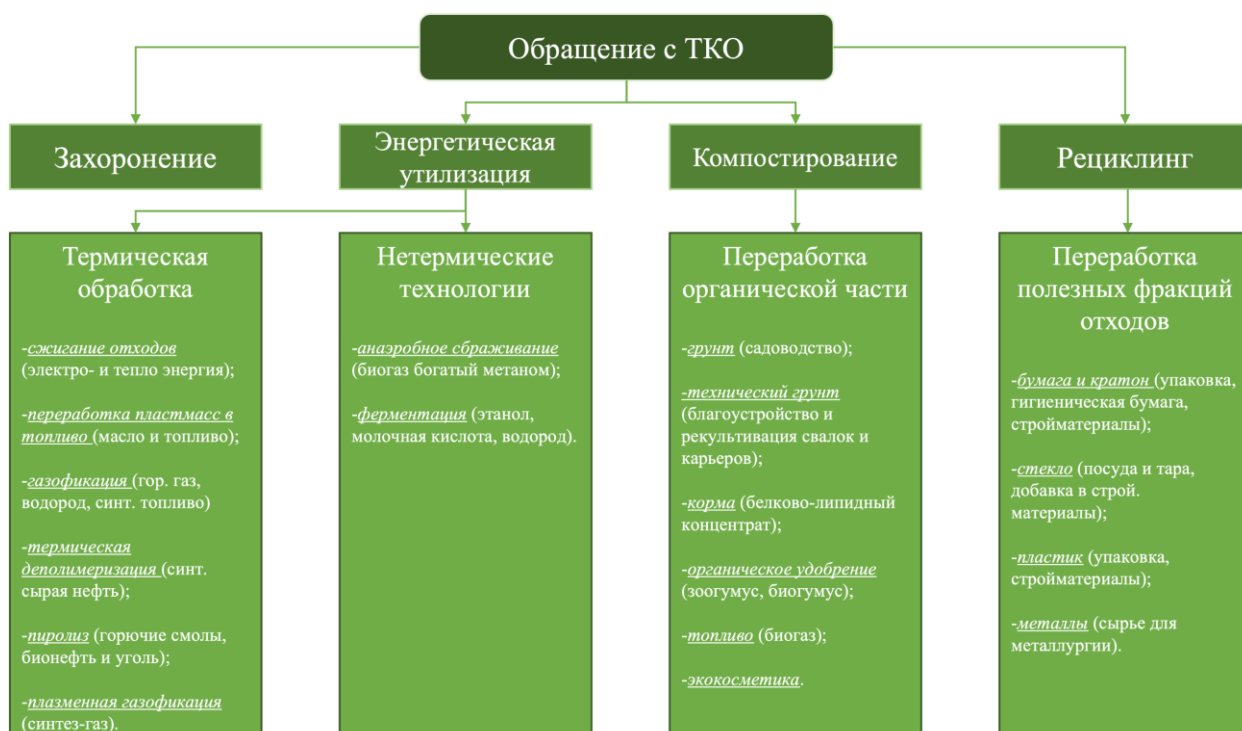 Обращение с ТКО
Захоронение
Энергетическая
утилизация
Компостирование
Рециклинг
Термическая
обработка
-сжигание отходов
(электро- и тепло энергия);
-переработка пластмасс в
топливо (масло и топливо);
-газофикация (гор. газ,
водород, синт. топливо)
-термическая
деполимеризация (синт.
сырая нефть);
-пиролиз (горючие смолы,
бионефть и уголь);
-плазменная газофикация
(синтез-газ).
Нетермические
технологии
-анаэробное сбраживание
(биогаз богатый метаном);
-ферментация (этанол,
молочная кислота, водород).
Переработка
органической части
-грунт (садоводство);
-технический грунт
(благоустройство и
рекультивация свалок и
карьеров);
-корма (белково-липидный
концентрат);
-органическое удобрение
(зоогумус, биогумус);
-топливо (биогаз);
-экокосметика.
Переработка
полезных фракций
отходов
-бумага и кратон (упаковка,
гигиеническая бумага,
стройматериалы);
-стекло (посуда и тара,
добавка в строй.
материалы);
-пластик (упаковка,
стройматериалы);
-металлы (сырье для
металлургии).